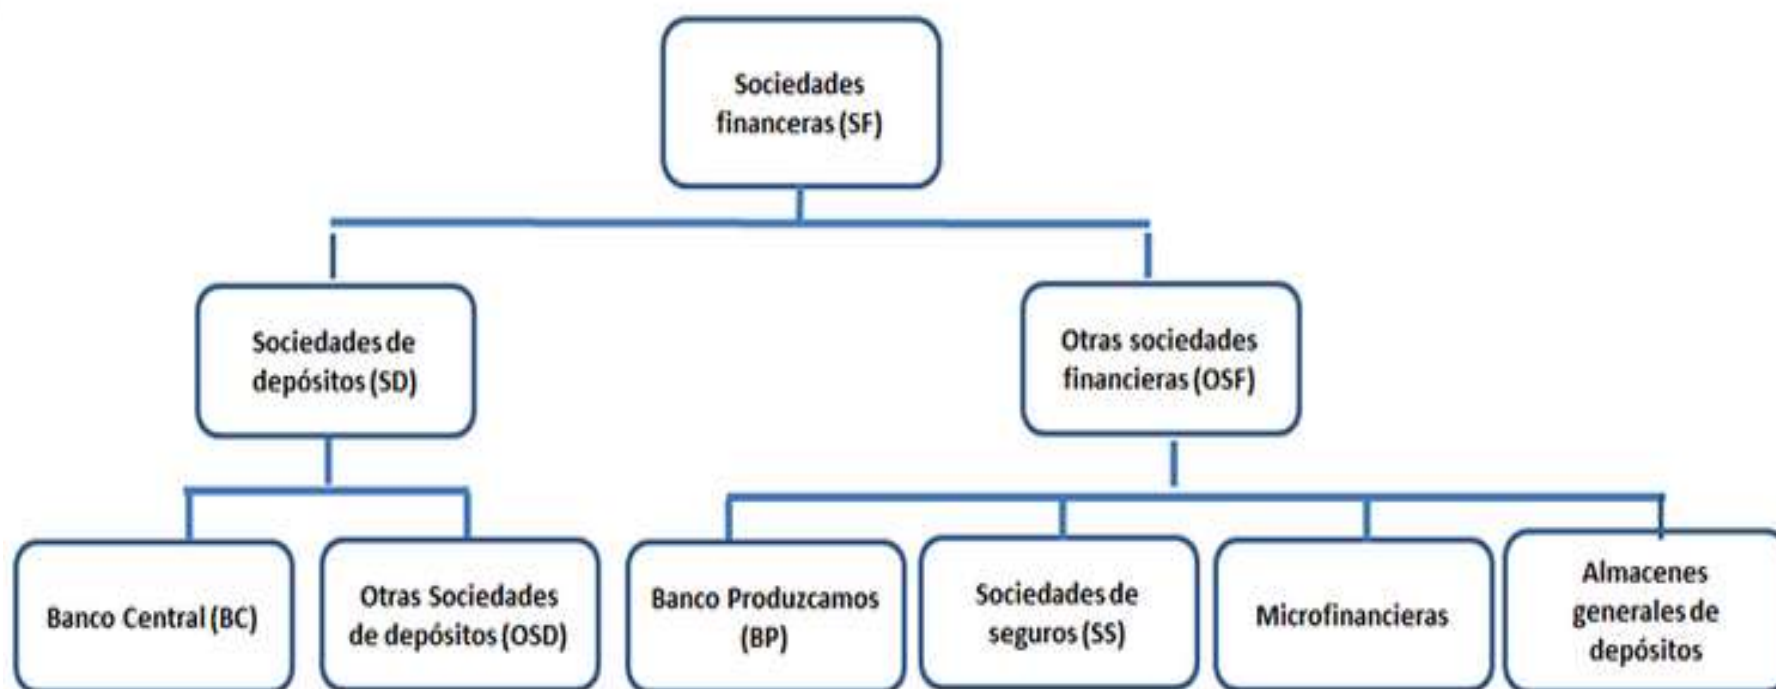 Sociedades
financeras (SF)
Sociedades de
depósitos (SD)
Otras sociedades
financieras (OSF)
Banco Central (BC)
Otras Sociedades
de depósitos (OSD)
Banco Produzcamos
(BP)
Sociedades de
seguros (SS)
Microfinancieras
Almacenes
generales de
depósitos